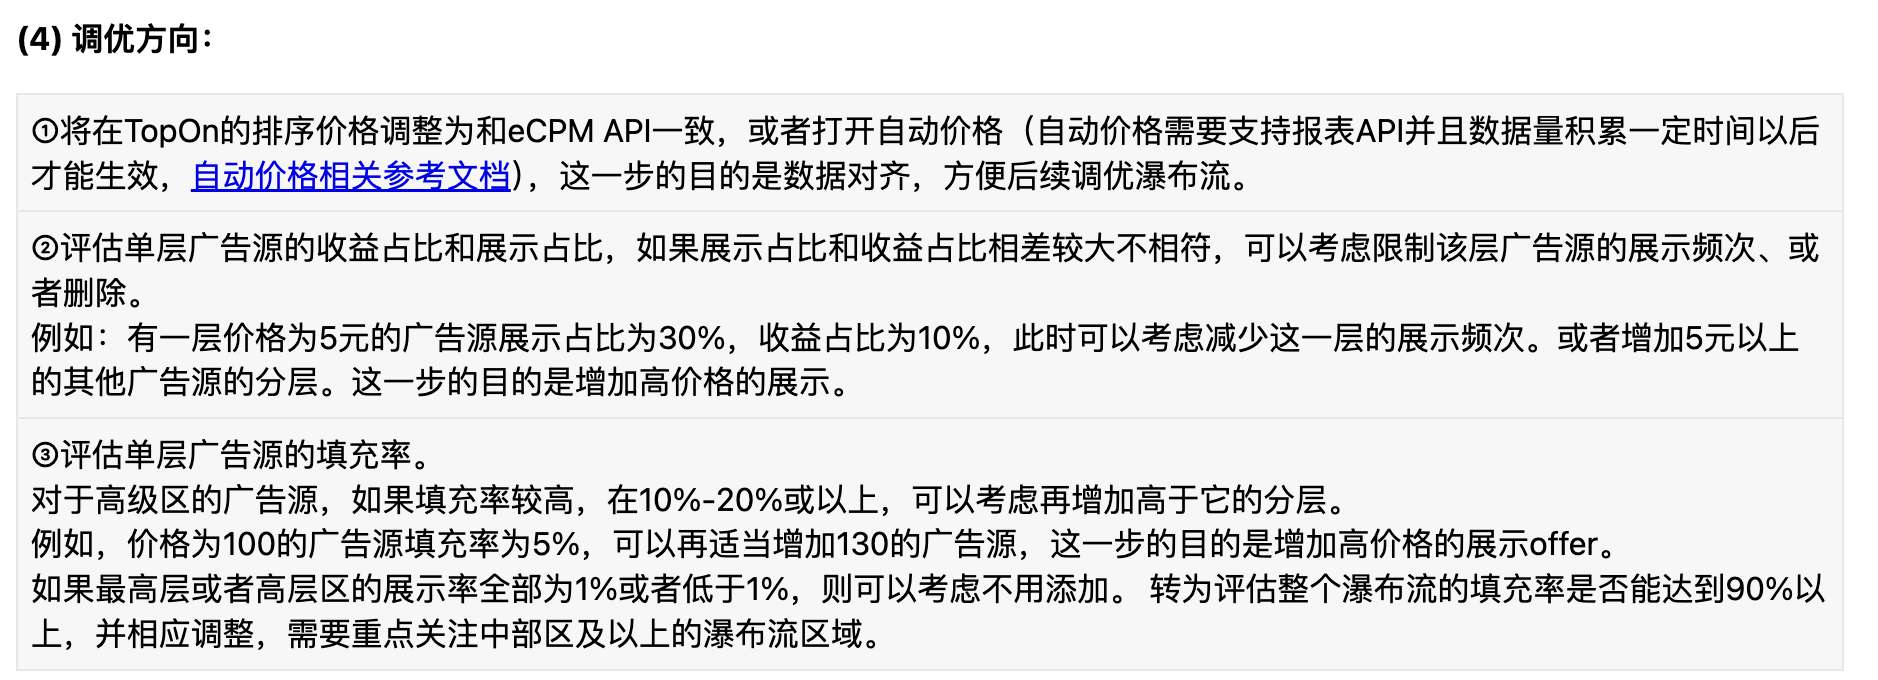 (4) 调优方向：
①将在TopOn的排序价格调整为和eCPM API一致，或者打开自动价格（自动价格需要支持报表API并且数据量积累一定时间以后
才能生效，自动价格相关参考文档），这一步的目的是数据对齐，方便后续调优瀑布流。
②评估单层广告源的收益占比和展示占比，如果展示占比和收益占比相差较大不相符，可以考虑限制该层广告源的展示频次、或
者删除。
例如：有一层价格为5元的广告源展示占比为30%，收益占比为10%，此时可以考虑减少这一层的展示频次。或者增加5元以上
的其他广告源的分层。这一步的目的是增加高价格的展示。
③评估单层广告源的填充率。
对于高级区的广告源，如果填充率较高，在10%-20%或以上，可以考虑再增加高于它的分层。
例如，价格为100的广告源填充率为5%，可以再适当增加130的广告源，这一步的目的是增加高价格的展示offer。
如果最高层或者高层区的展示率全部为1%或者低于1%，则可以考虑不用添加。 转为评估整个瀑布流的填充率是否能达到90%以
上，并相应调整，需要重点关注中部区及以上的瀑布流区域。